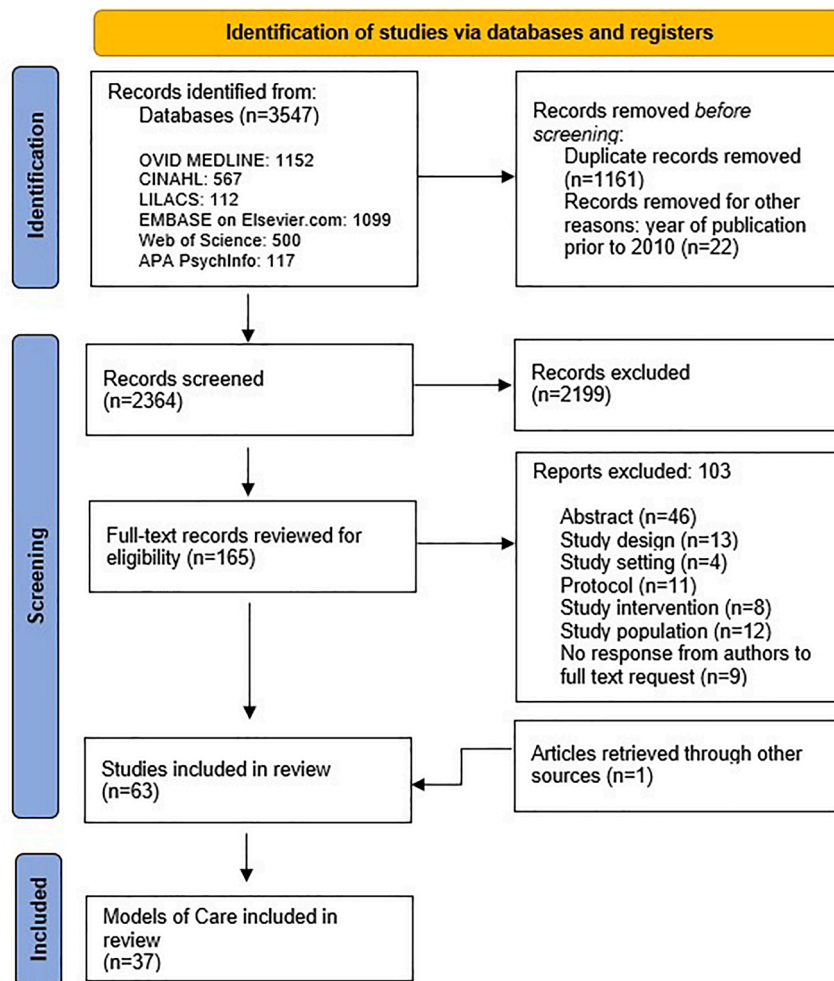 Identification of studies via databases and registers
Identification
Records identified from:
Databases (n=3547)
OVID MEDLINE: 1152
CINAHL: 567
LILACS: 112
EMBASE on Elsevier.com: 1099
Web of Science: 500
APA PsychInfo: 117
Records removed before
screening:
Duplicate records removed
(n=1161)
Records removed for other
reasons: year of publication
prior to 2010 (n=22)
Screening
Records screened
(n=2364)
Records excluded
(n=2199)
Full-text records reviewed for
eligibility (n=165)
Reports excluded: 103
Abstract (n=46)
Study design (n=13)
Study setting (n=4)
Protocol (n=11)
Study intervention (n=8)
Study population (n=12)
No response from authors to
full text request (n=9)
Studies included in review
(n=63)
Articles retrieved through other
sources (n=1)
Included
Models of Care included in
review
(n=37)